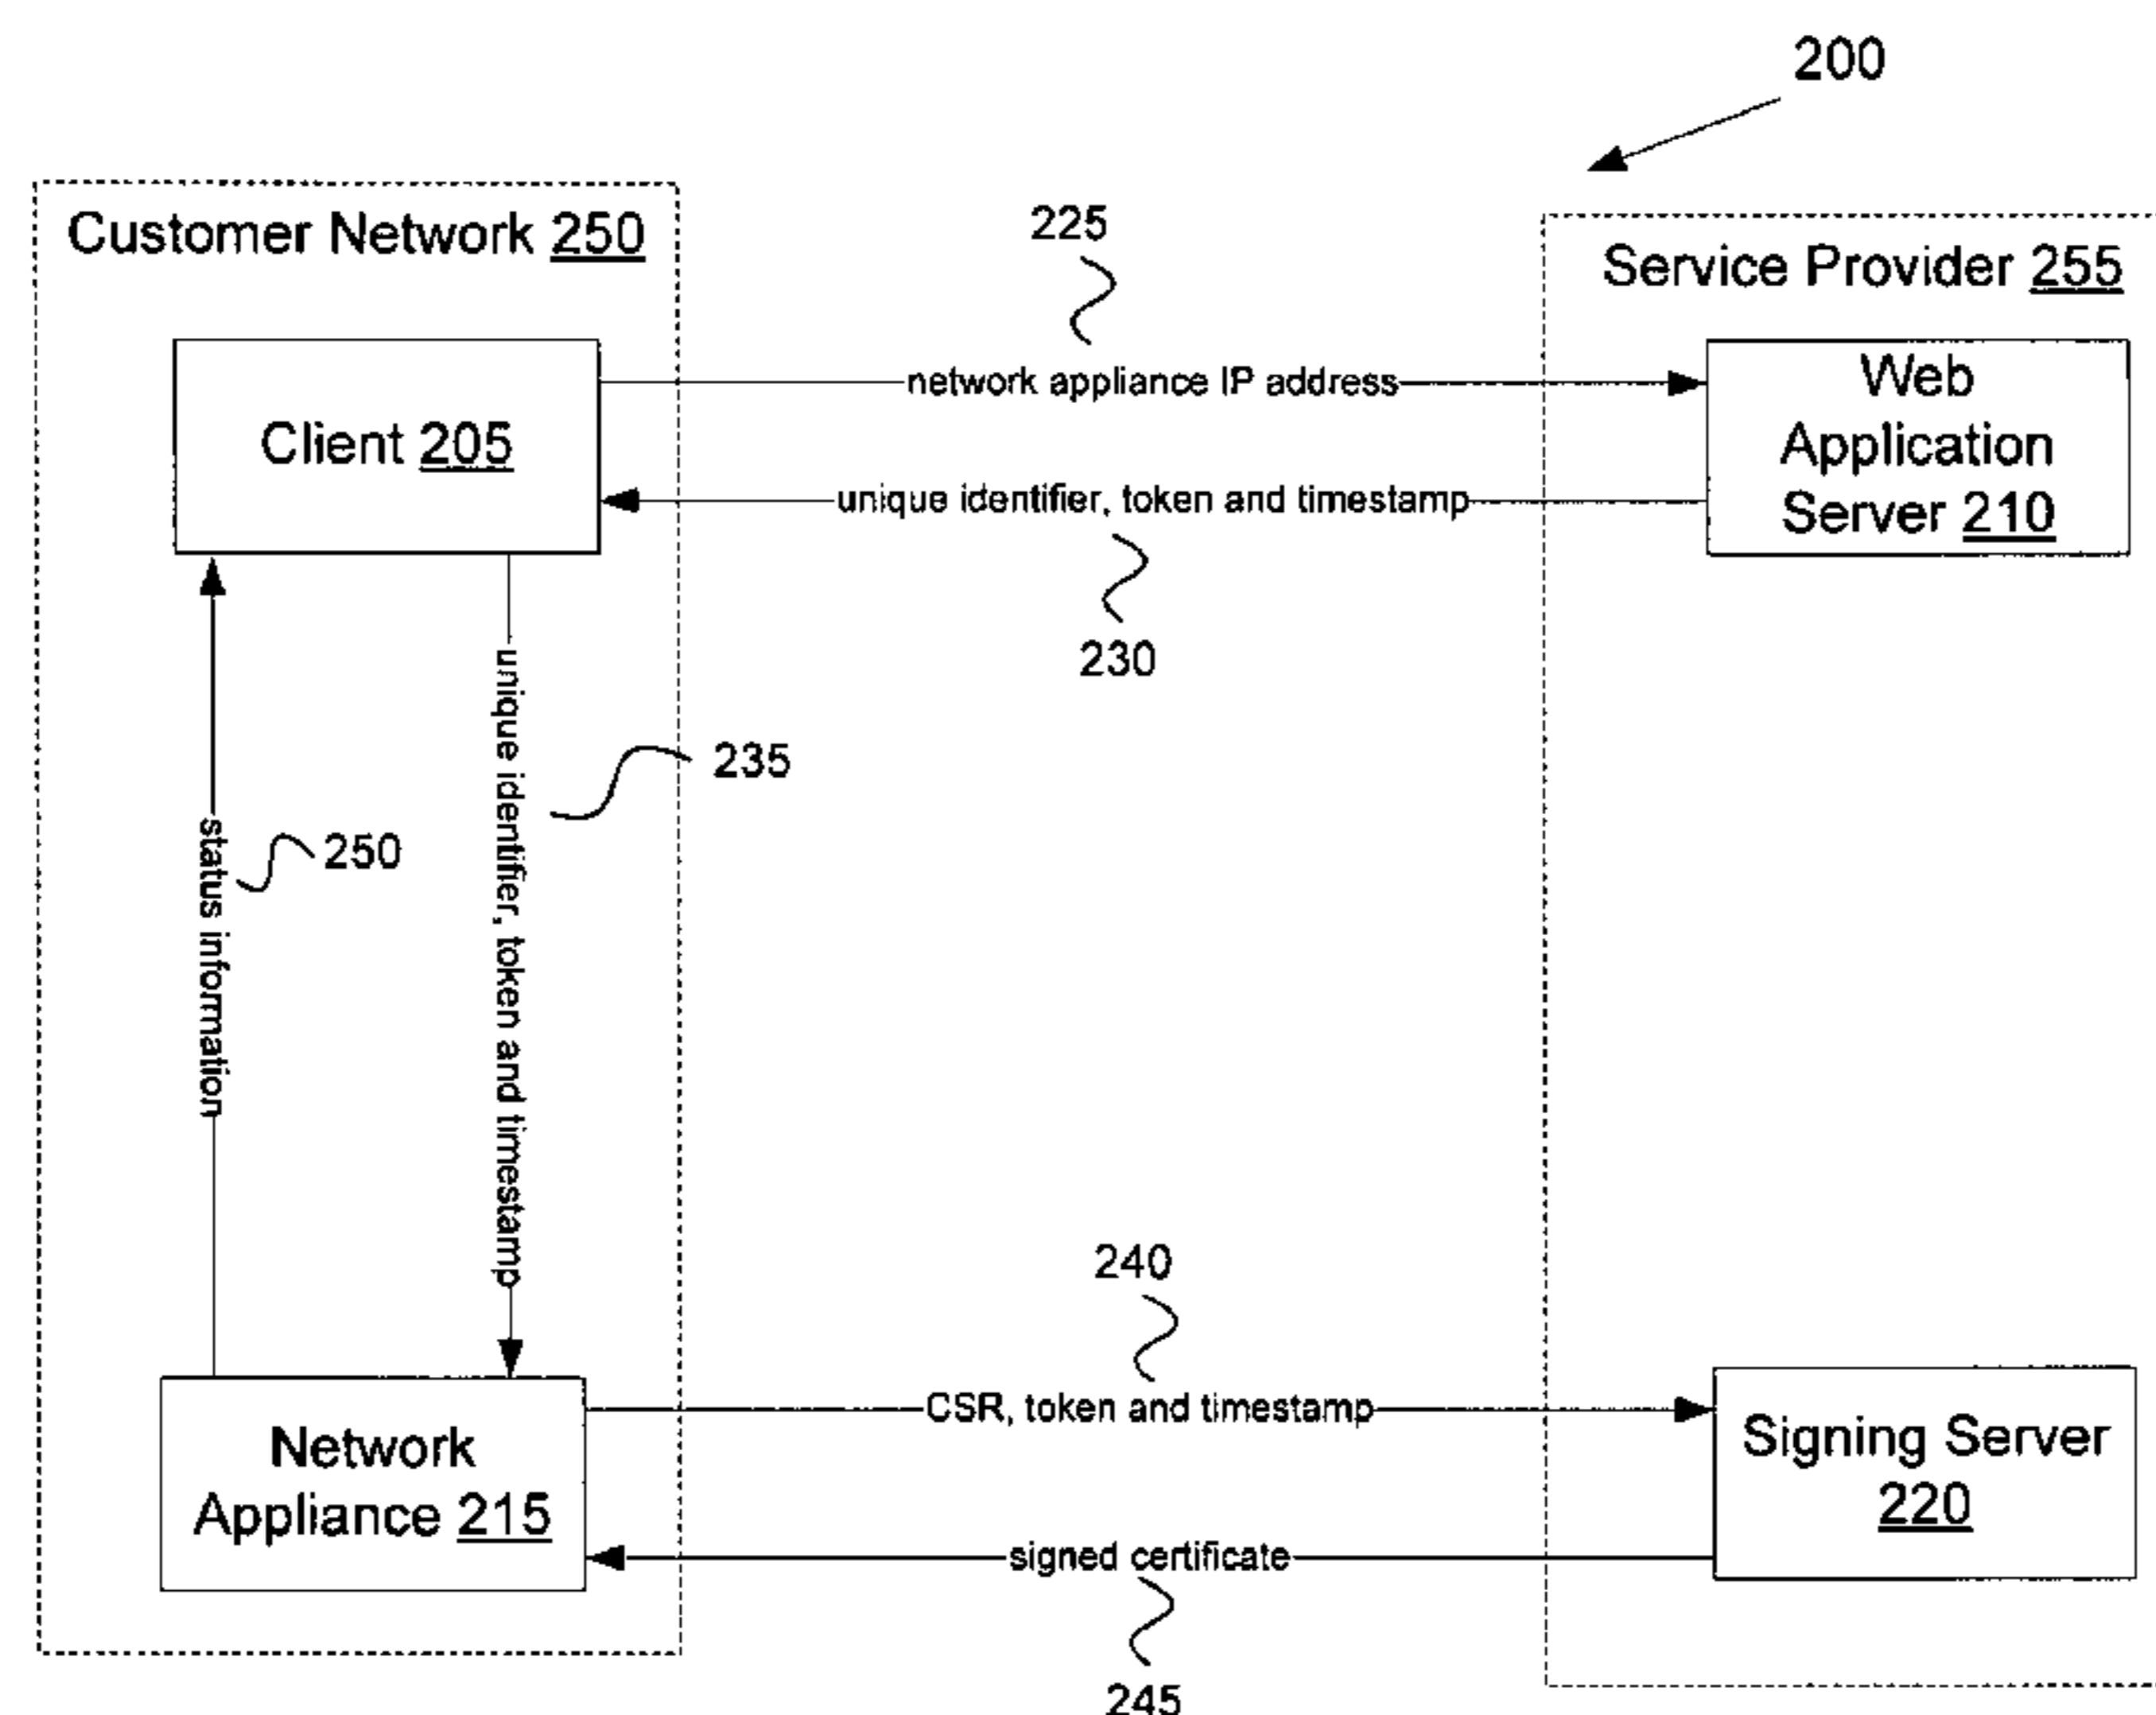 200
Customer Network 250
225
Service Provider 255
network appliance IP address
Client 205
Web
Application
Server 210
unique identifier, token and timestamp
230
unique identifier, token and timestamp
235
status information
250
240
Network
Appliance 215
CSR, token and timestamp
Signing Server
220
signed certificate
245